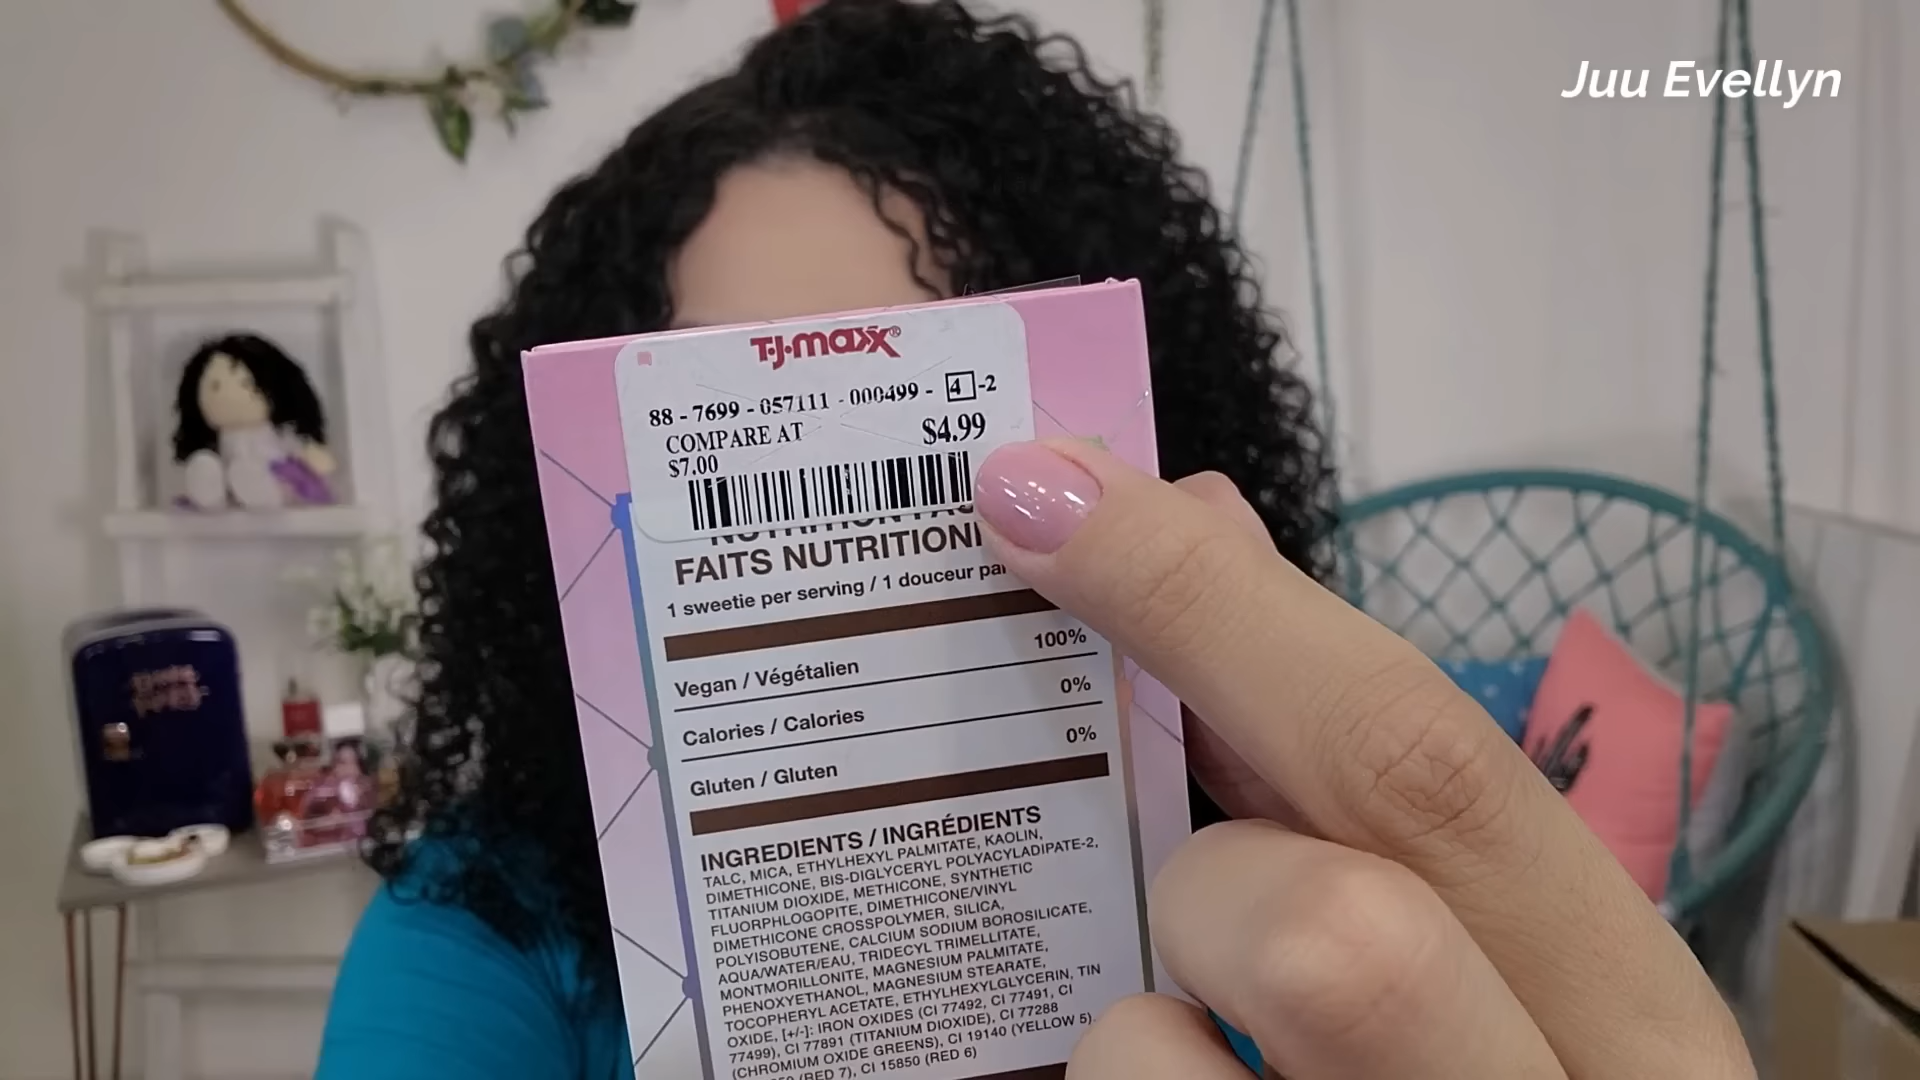 Juu Evellyn
T·J·maxx®
88 - 7699 - 057111 - 000499 - 4 -2
COMPARE AT $4.99
$7.00
NUTRITION
FAITS
1 sweetie per serving / 1 douceur
Vegan / Végétalien 100%
Calories / Calories 0%
Gluten / Gluten 0%
INGREDIENTS / INGRÉDIENTS
TALC, MICA, ETHYLHEXYL PALMITATE, KAOLIN,
DIMETHICONE, BIS-DIGLYCERYL POLYACYLADIPATE-2,
TITANIUM DIOXIDE, METHICONE, SYNTHETIC
FLUORPHLOGOPITE, DIMETHICONE/VINYL
DIMETHICONE CROSSPOLYMER, SILICA,
POLYISOBUTENE, CALCIUM SODIUM BOROSILICATE,
AQUA/WATER/EAU, TRIDECYL TRIMELLITATE,
MONTMORILLONITE, MAGNESIUM PALMITATE,
PHENOXYETHANOL, MAGNESIUM STEARATE,
TOCOPHERYL ACETATE, ETHYLHEXYLGLYCERIN, TIN
OXIDE, [+/-]: IRON OXIDES (CI 77492, CI 77491, CI
77499), CI 77891 (TITANIUM DIOXIDE), CI 77288
(CHROMIUM OXIDE GREENS), CI 19140 (YELLOW 5),
(RED 7), CI 15850 (RED 6)